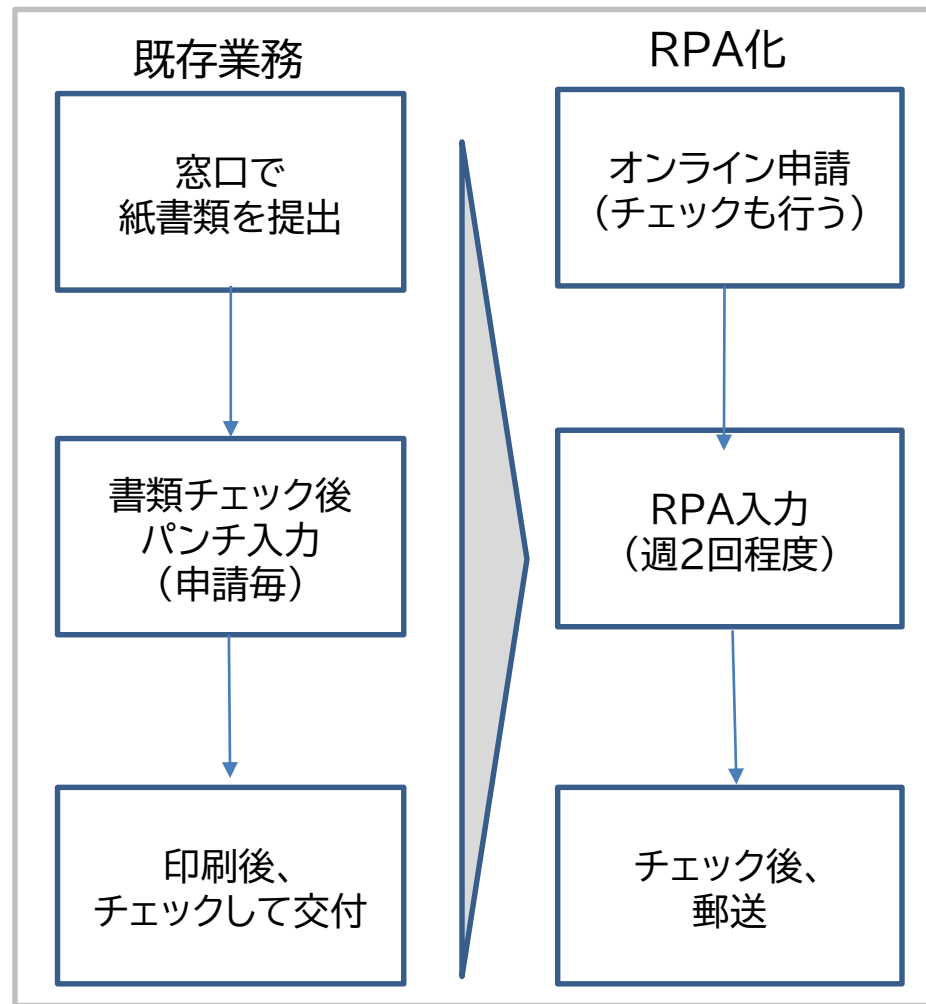 既存業務
窓口で
紙書類を提出
書類チェック後
パンチ入力
（申請毎）
印刷後、
チェックして交付
RPA化
オンライン申請
（チェックも行う）
RPA入力
（週2回程度）
チェック後、
郵送